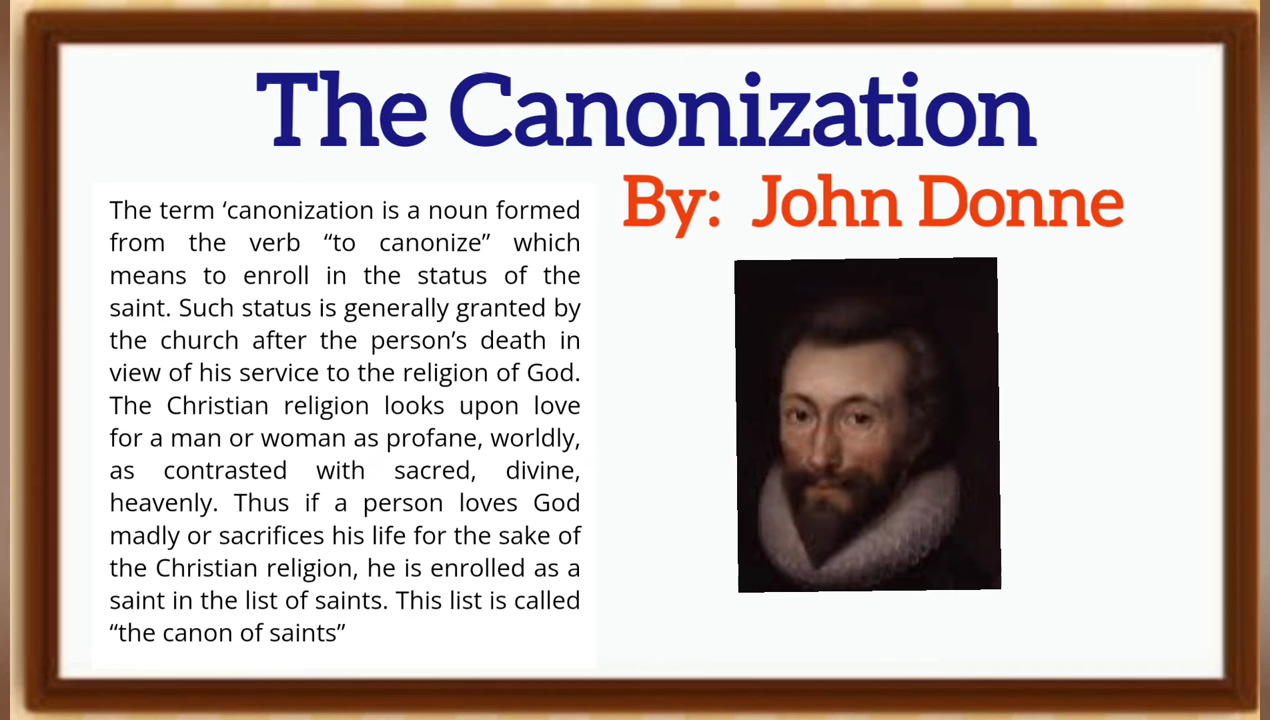 The Canonization
By: John Donne
The term ‘canonization is a noun formed
from the verb “to canonize” which
means to enroll in the status of the
saint. Such status is generally granted by
the church after the person’s death in
view of his service to the religion of God.
The Christian religion looks upon love
for a man or woman as profane, worldly,
as contrasted with sacred, divine,
heavenly. Thus if a person loves God
madly or sacrifices his life for the sake of
the Christian religion, he is enrolled as a
saint in the list of saints. This list is called
“the canon of saints”